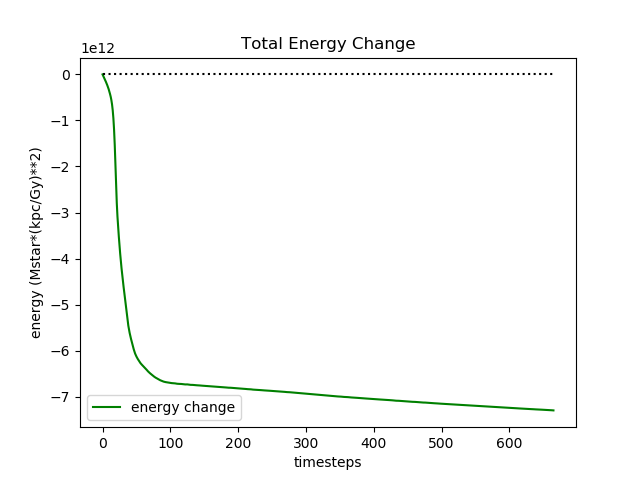 Total Energy Change
1e12
0
−1
−2
−3
−4
−5
−6
−7
energy (Mstar*(kpc/Gy)**2)
energy change
0 100 200 300 400 500 600
timesteps